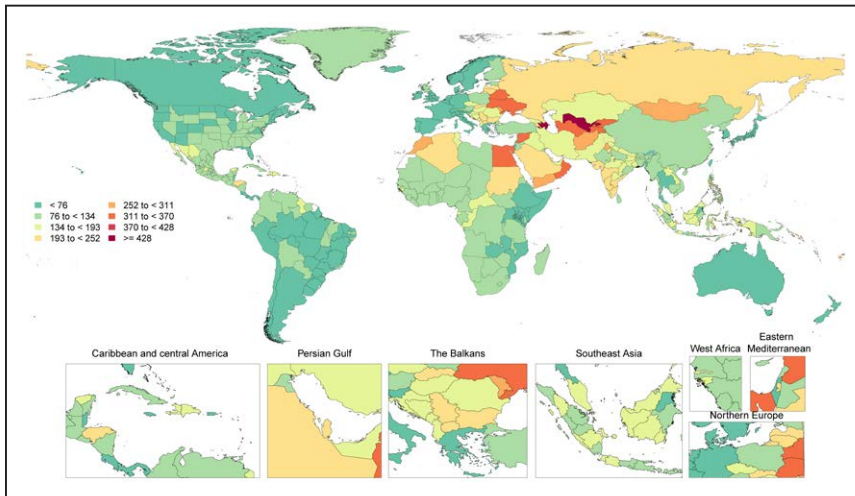 < 76
76 to < 134
134 to < 193
193 to < 252
252 to < 311
311 to < 370
370 to < 428
>= 428
Caribbean and central America
Persian Gulf
The Balkans
Southeast Asia
West Africa
Eastern
Mediterranean
Northern Europe